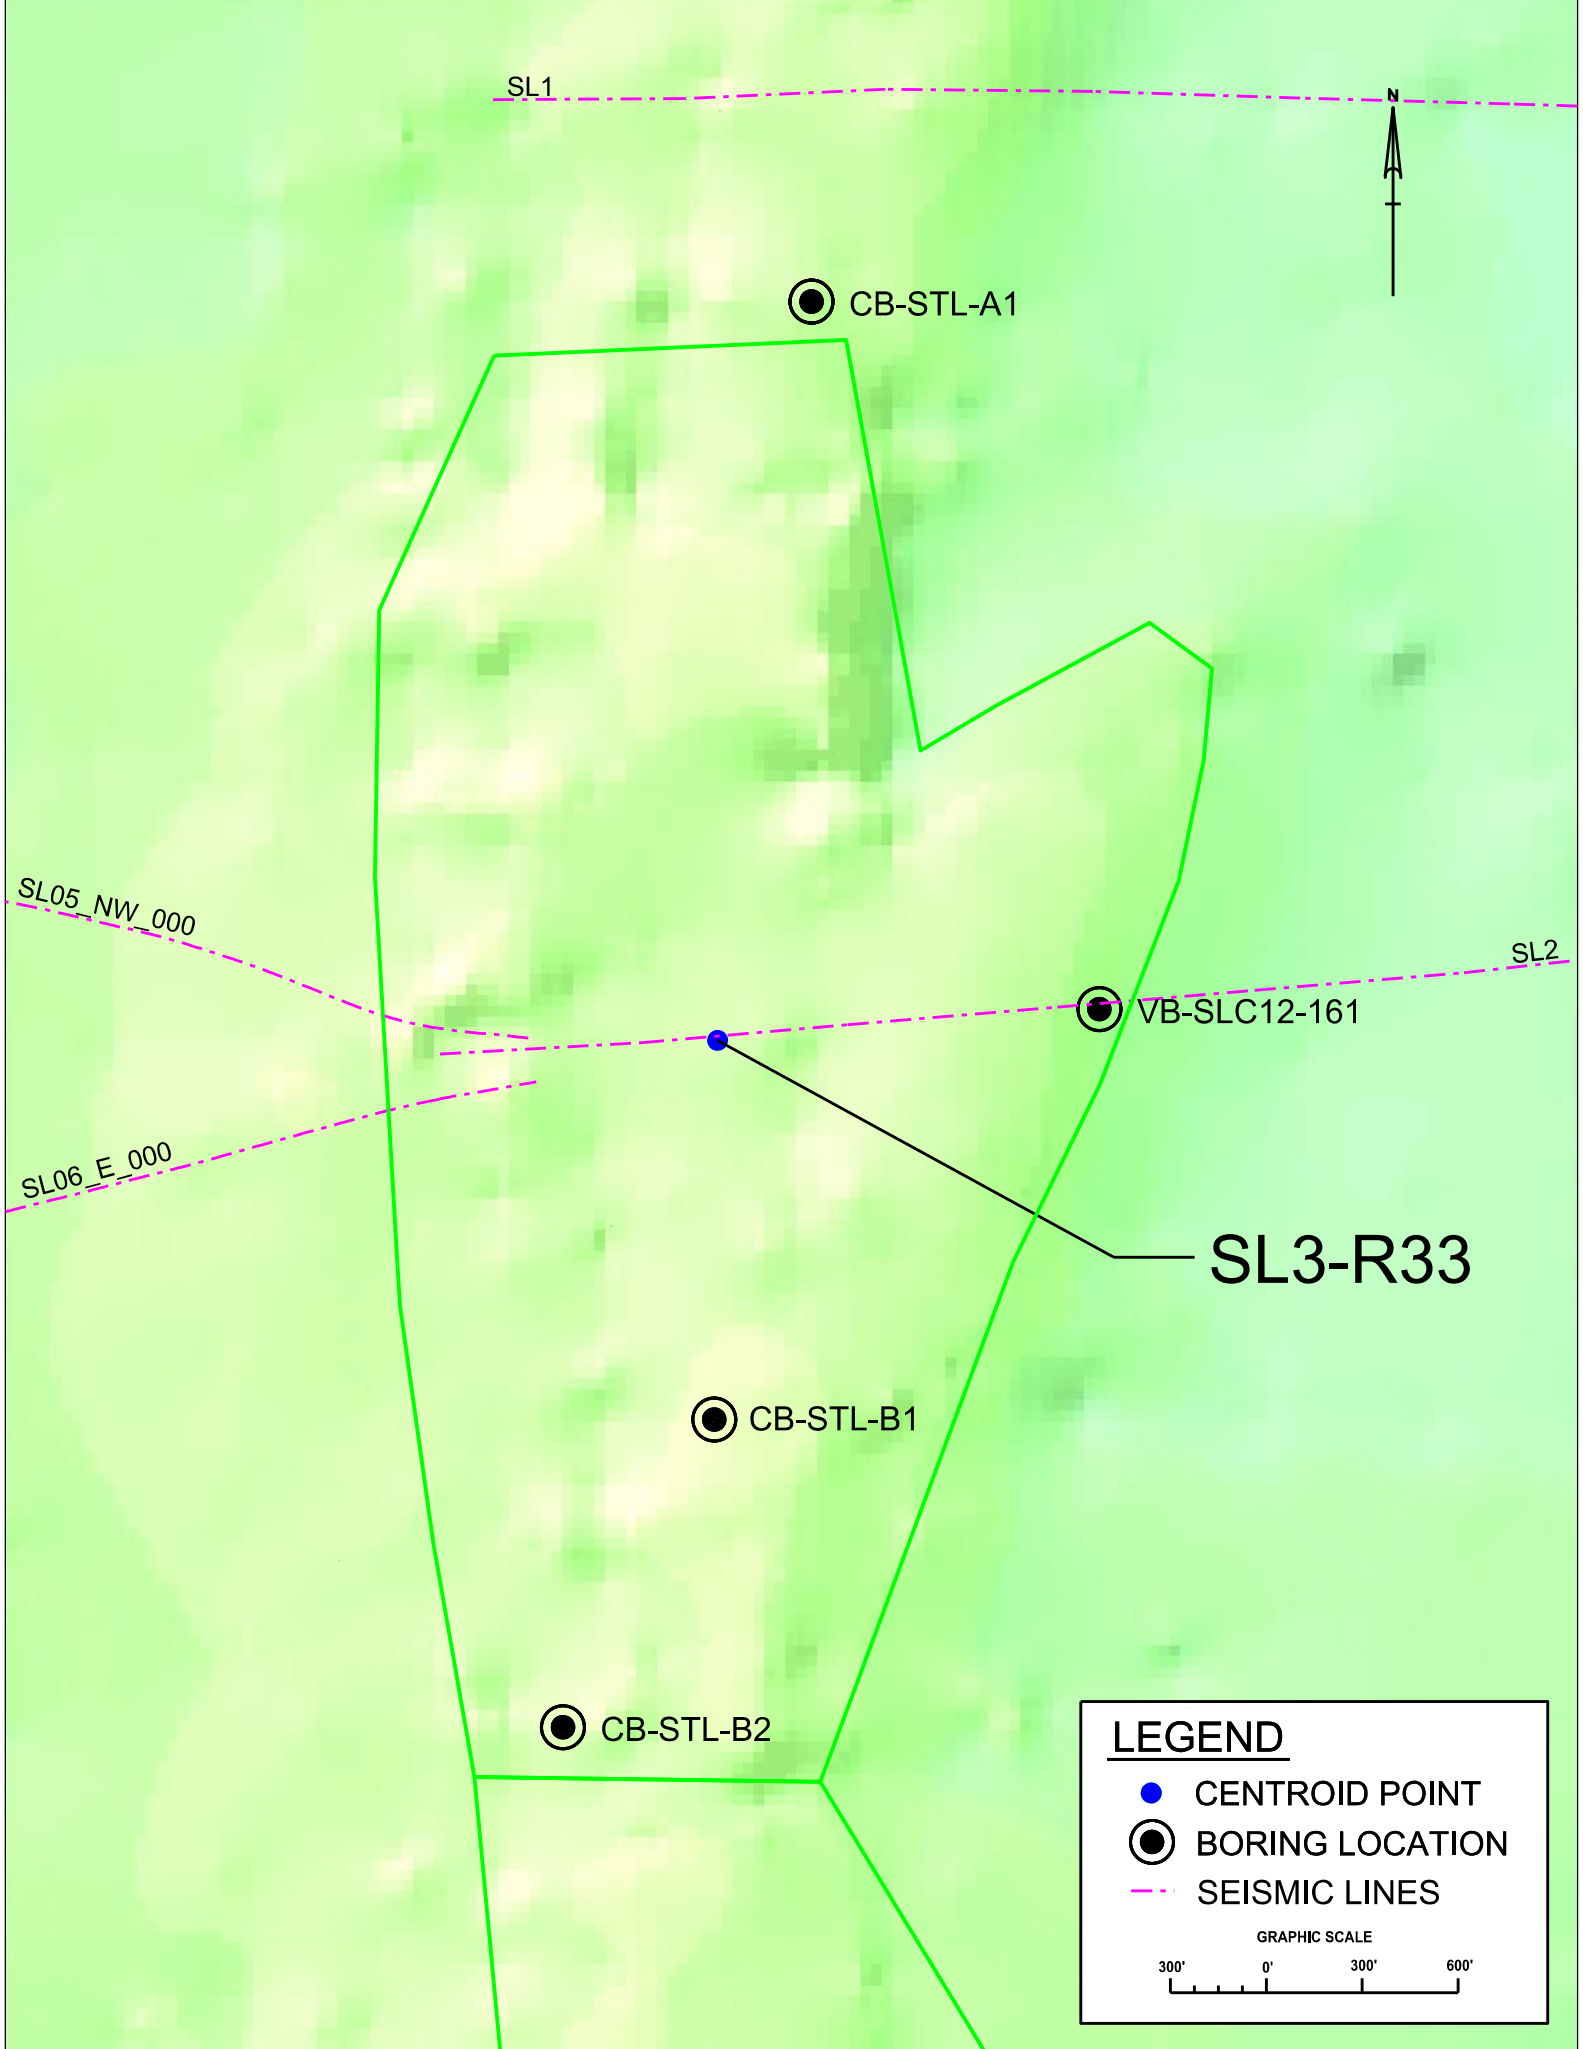 SL1
N
CB-STL-A1
SL05_NW_000
SL2
VB-SLC12-161
SL06_E_000
SL3-R33
CB-STL-B1
CB-STL-B2
LEGEND
CENTROID POINT
BORING LOCATION
SEISMIC LINES
GRAPHIC SCALE
300' 0' 300' 600'